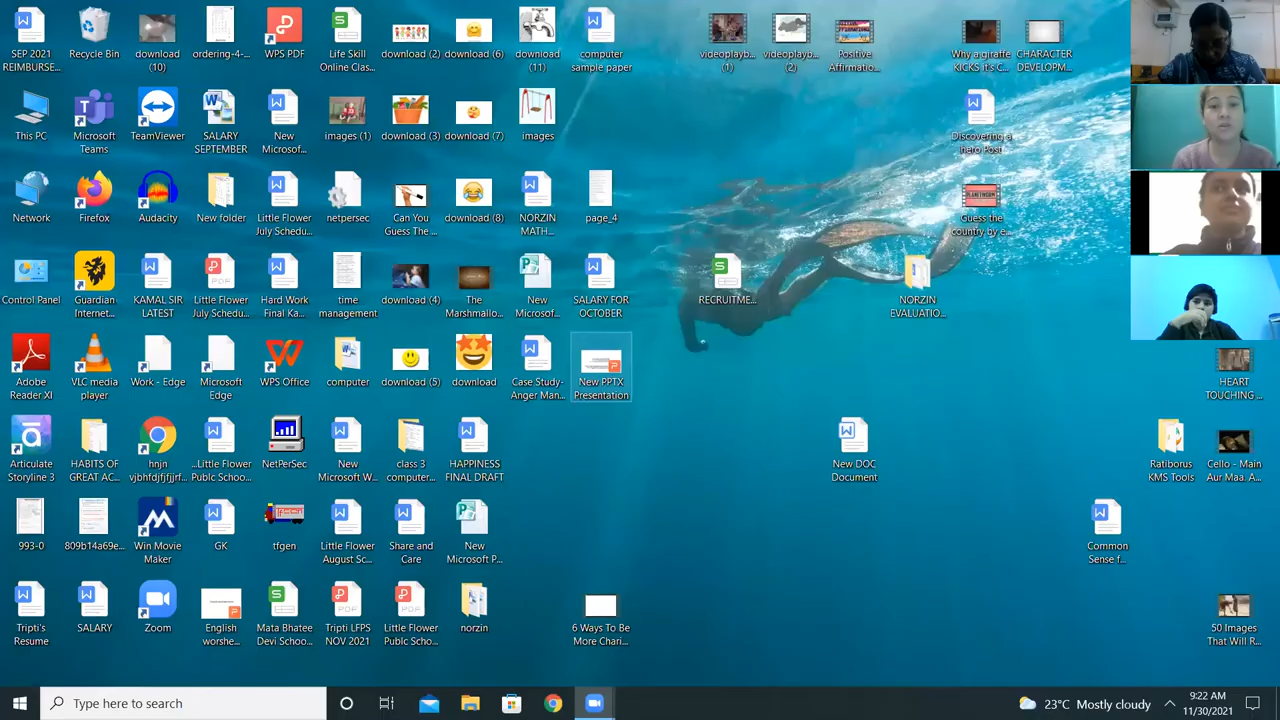 SEP 2021
REIMBURSE...
Recycle Bin
download
(10)
ordering-4-...
WPS PDF
Life Skill
Online Clas...
download (2)
download (6)
download
(11)
computer
sample paper
videoplayb...
(1)
videoplayb...
(2)
Positive
Affirmatio...
Why a giraffe
KICKS it's C...
CHARACTER
DEVELOPM...
This PC
Microsoft
Teams
TeamViewer
SALARY
SEPTEMBER
New
Microsof...
images (1)
download (3)
download (7)
images
Discovering a
hero Post...
Network
Firefox
Audacity
New folder
Little Flower
July Schedu...
netpersec
Can You
Guess The ...
download (8)
NORZIN
MATH...
page_4
Guess the
country by e...
Control Panel
Guardian
Internet...
KAMAL SIR
LATEST
Little Flower
July Schedu...
Hard Work
Final Ka...
time
management
download (4)
The
Marshmallo...
New
Microsof...
SALARY FOR
OCTOBER
RECRUITME...
NORZIN
EVALUATIO...
Adobe
Reader XI
VLC media
player
Work - Edge
Microsoft
Edge
WPS Office
computer
download (5)
download
Case Study-
Anger Man...
New PPTX
Presentation
HEART
TOUCHING ...
Articulate
Storyline 3
HABITS OF
GREAT AC...
hnjn
vjbhfdjfjfjjrf...
...Little Flower
Publc Schoo...
NetPerSec
New
Microsoft W...
class 3
computer...
HAPPINESS
FINAL DRAFT
New DOC
Document
Ratiborus
KMS Tools
Cello - Main
Aur Maa. A...
993-0
809b14a69e...
Win Movie
Maker
GK
tfgen
Little Flower
August Sc...
Share and
Care
New
Microsoft P...
Common
Sense f...
Tripti's
Resume
SALARY
Zoom
English
worshe...
Mata Bhatee
Devi Schoo...
Tripti LFPS
NOV 2021
Little Flower
Publc Scho...
norzin
6 Ways To Be
More Chari...
50 Images
That Will R...
Type here to search
23°C Mostly cloudy
9:22 AM
11/30/2021